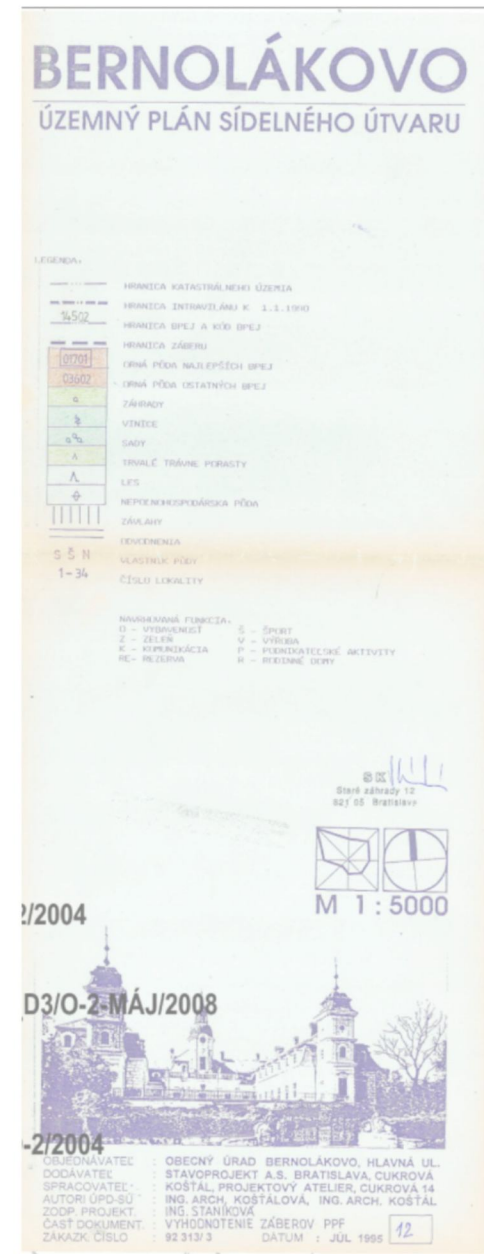 BERNOLÁKOVO
ÚZEMNÝ PLÁN SÍDELNÉHO ÚTVARU
LEGENDA:
HRANICA KATASTRÁLNEHO ÚZEMIA
HRANICA INTRAVILÁNU K 1.1.1990
14502
HRANICA BPEJ A KÓD BPEJ
HRANICA ZÁBERU
01701 ORNÁ PÔDA NAJLEPŠÍCH BPEJ
03602 ORNÁ PÔDA OSTATNÝCH BPEJ
ZÁHRADY
VINICE
SADY
TRVALÉ TRÁVNE PORASTY
LES
NEPOĽNOHOSPODÁRSKA PÔDA
ZÁVLAHY
ODVODNENIA
S Š N VLASTNÍK PÔDY
1-34 ČÍSLO LOKALITY
NAVRHOVANÁ FUNKCIA:
O - VYBAVENOSŤ Š - ŠPORT
Z - ZELEŇ V - VÝROBA
K - KOMUNIKÁCIA P - PODNIKATEĽSKÉ AKTIVITY
RE- REZERVA R - RODINNÉ DOMY
SK
Staré záhrady 12
821 05 Bratislava
M 1:5000
2/2004
D3/O-2-MÁJ/2008
-2/2004
OBJEDNÁVATEĽ : OBECNÝ ÚRAD BERNOLÁKOVO, HLAVNÁ UL.
DODÁVATEĽ : STAVOPROJEKT A.S. BRATISLAVA, CUKROVÁ
SPRACOVATEĽ : KOŠTÁL, PROJEKTOVÝ ATELIER, CUKROVÁ 14
AUTORI ÚPD-SÚ : ING. ARCH. KOŠTÁLOVÁ, ING. ARCH. KOŠTÁL
ZODP. PROJEKT. : ING. STANÍKOVÁ
ČASŤ DOKUMENT. : VYHODNOTENIE ZÁBEROV PPF
ZÁKAZK. ČÍSLO : 92 313/3 DÁTUM : JÚL 1995 12